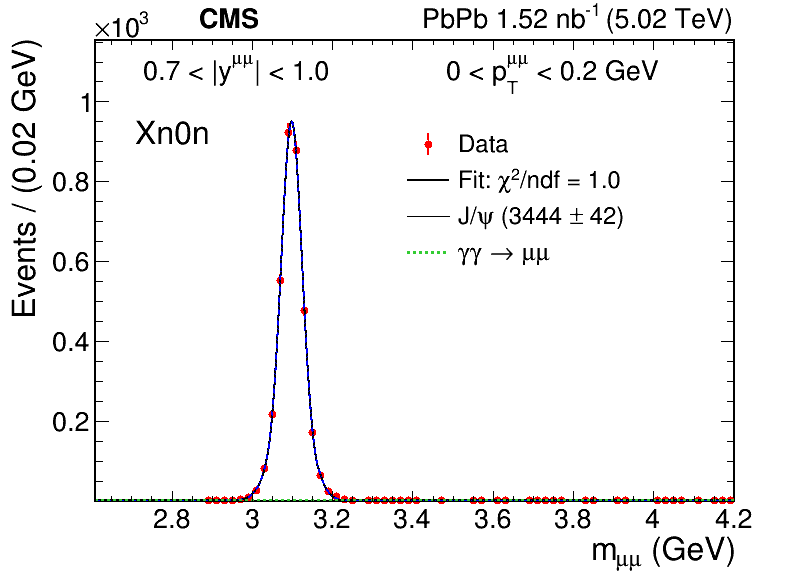 ×10³ CMS PbPb 1.52 nb⁻¹ (5.02 TeV)
0.7 < |y^μμ| < 1.0 0 < p_T^μμ < 0.2 GeV
Xn0n
Data
Fit: χ²/ndf = 1.0
J/ψ (3444 ± 42)
γγ → μμ
Events / (0.02 GeV)
1
0.8
0.6
0.4
0.2
2.8 3 3.2 3.4 3.6 3.8 4 4.2
m_μμ (GeV)